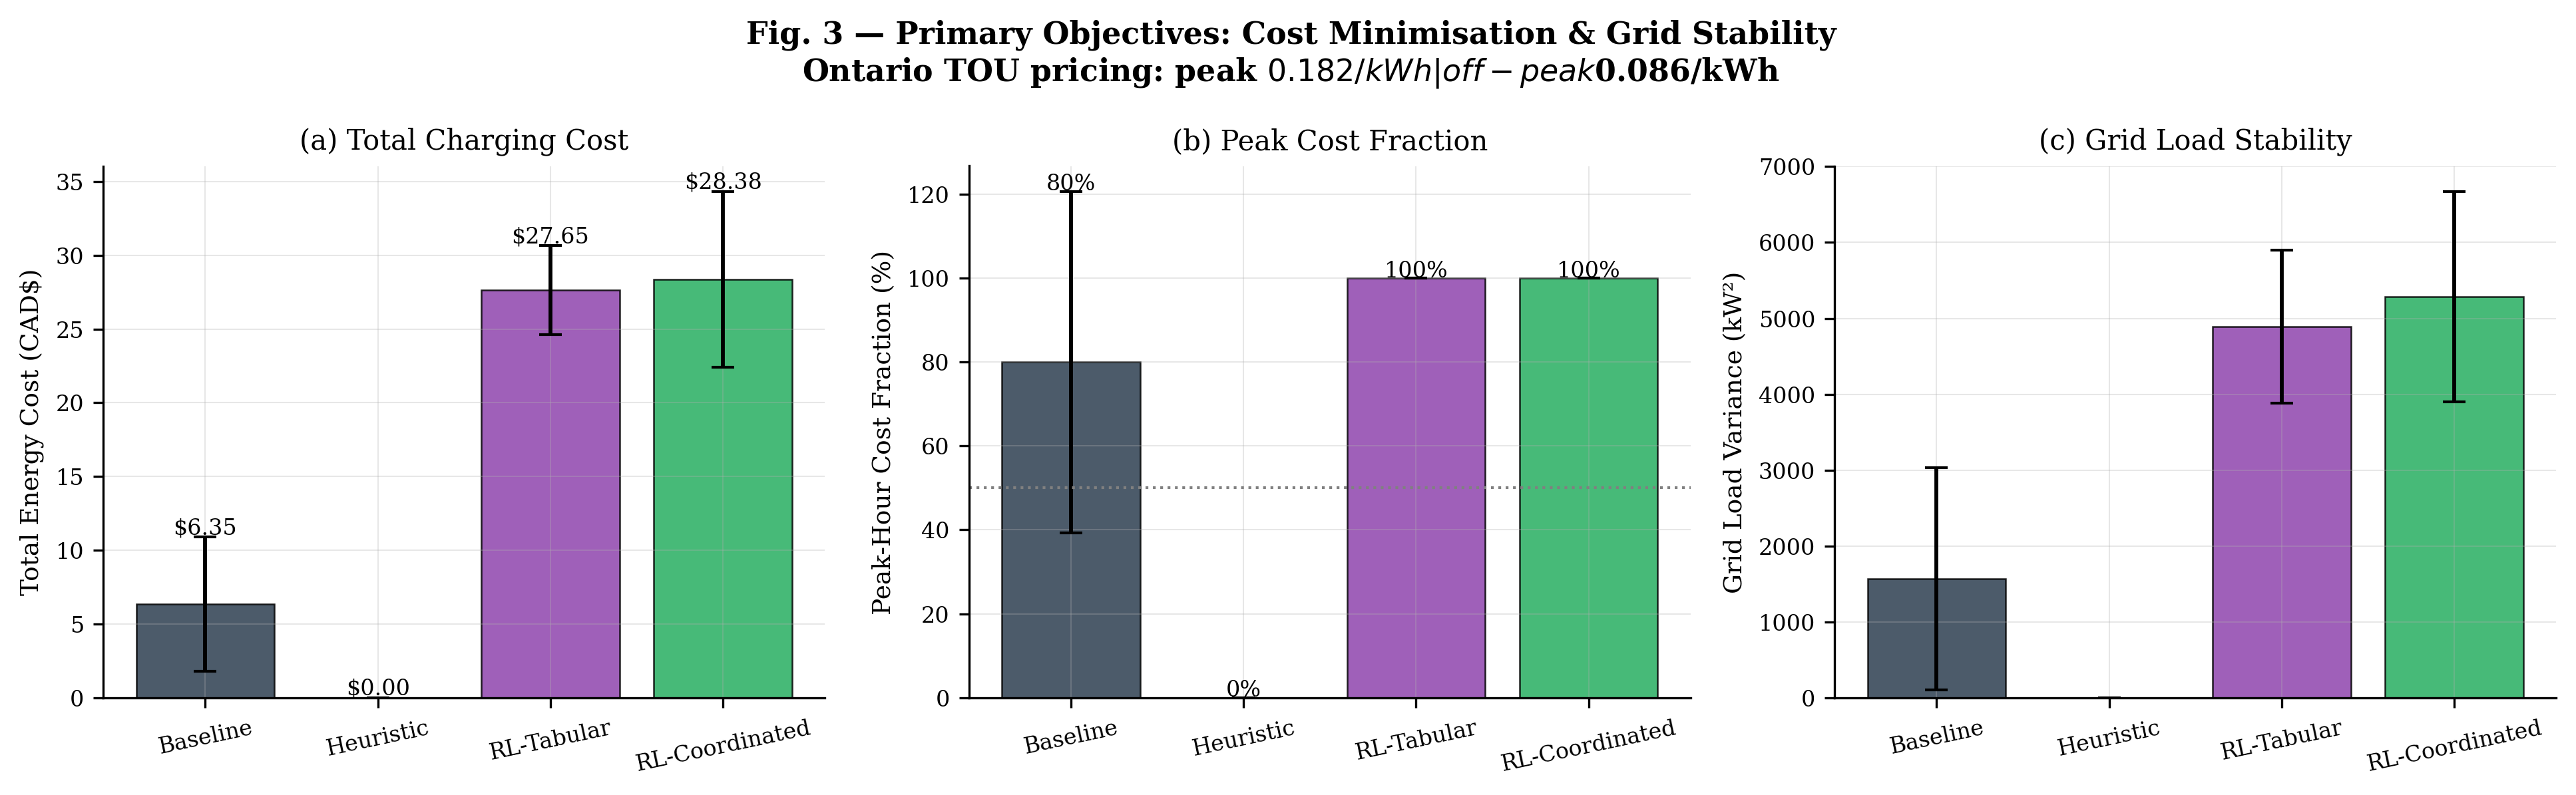 Fig. 3 — Primary Objectives: Cost Minimisation & Grid Stability
Ontario TOU pricing: peak 0.182/kWh|off−peak0.086/kWh
(a) Total Charging Cost
Total Energy Cost (CAD$)
35
30
25
20
15
10
5
0
$6.35
$0.00
$27.65
$28.38
Baseline
Heuristic
RL-Tabular
RL-Coordinated
(b) Peak Cost Fraction
Peak-Hour Cost Fraction (%)
120
100
80
60
40
20
0
80%
0%
100%
100%
Baseline
Heuristic
RL-Tabular
RL-Coordinated
(c) Grid Load Stability
Grid Load Variance (kW²)
7000
6000
5000
4000
3000
2000
1000
0
Baseline
Heuristic
RL-Tabular
RL-Coordinated